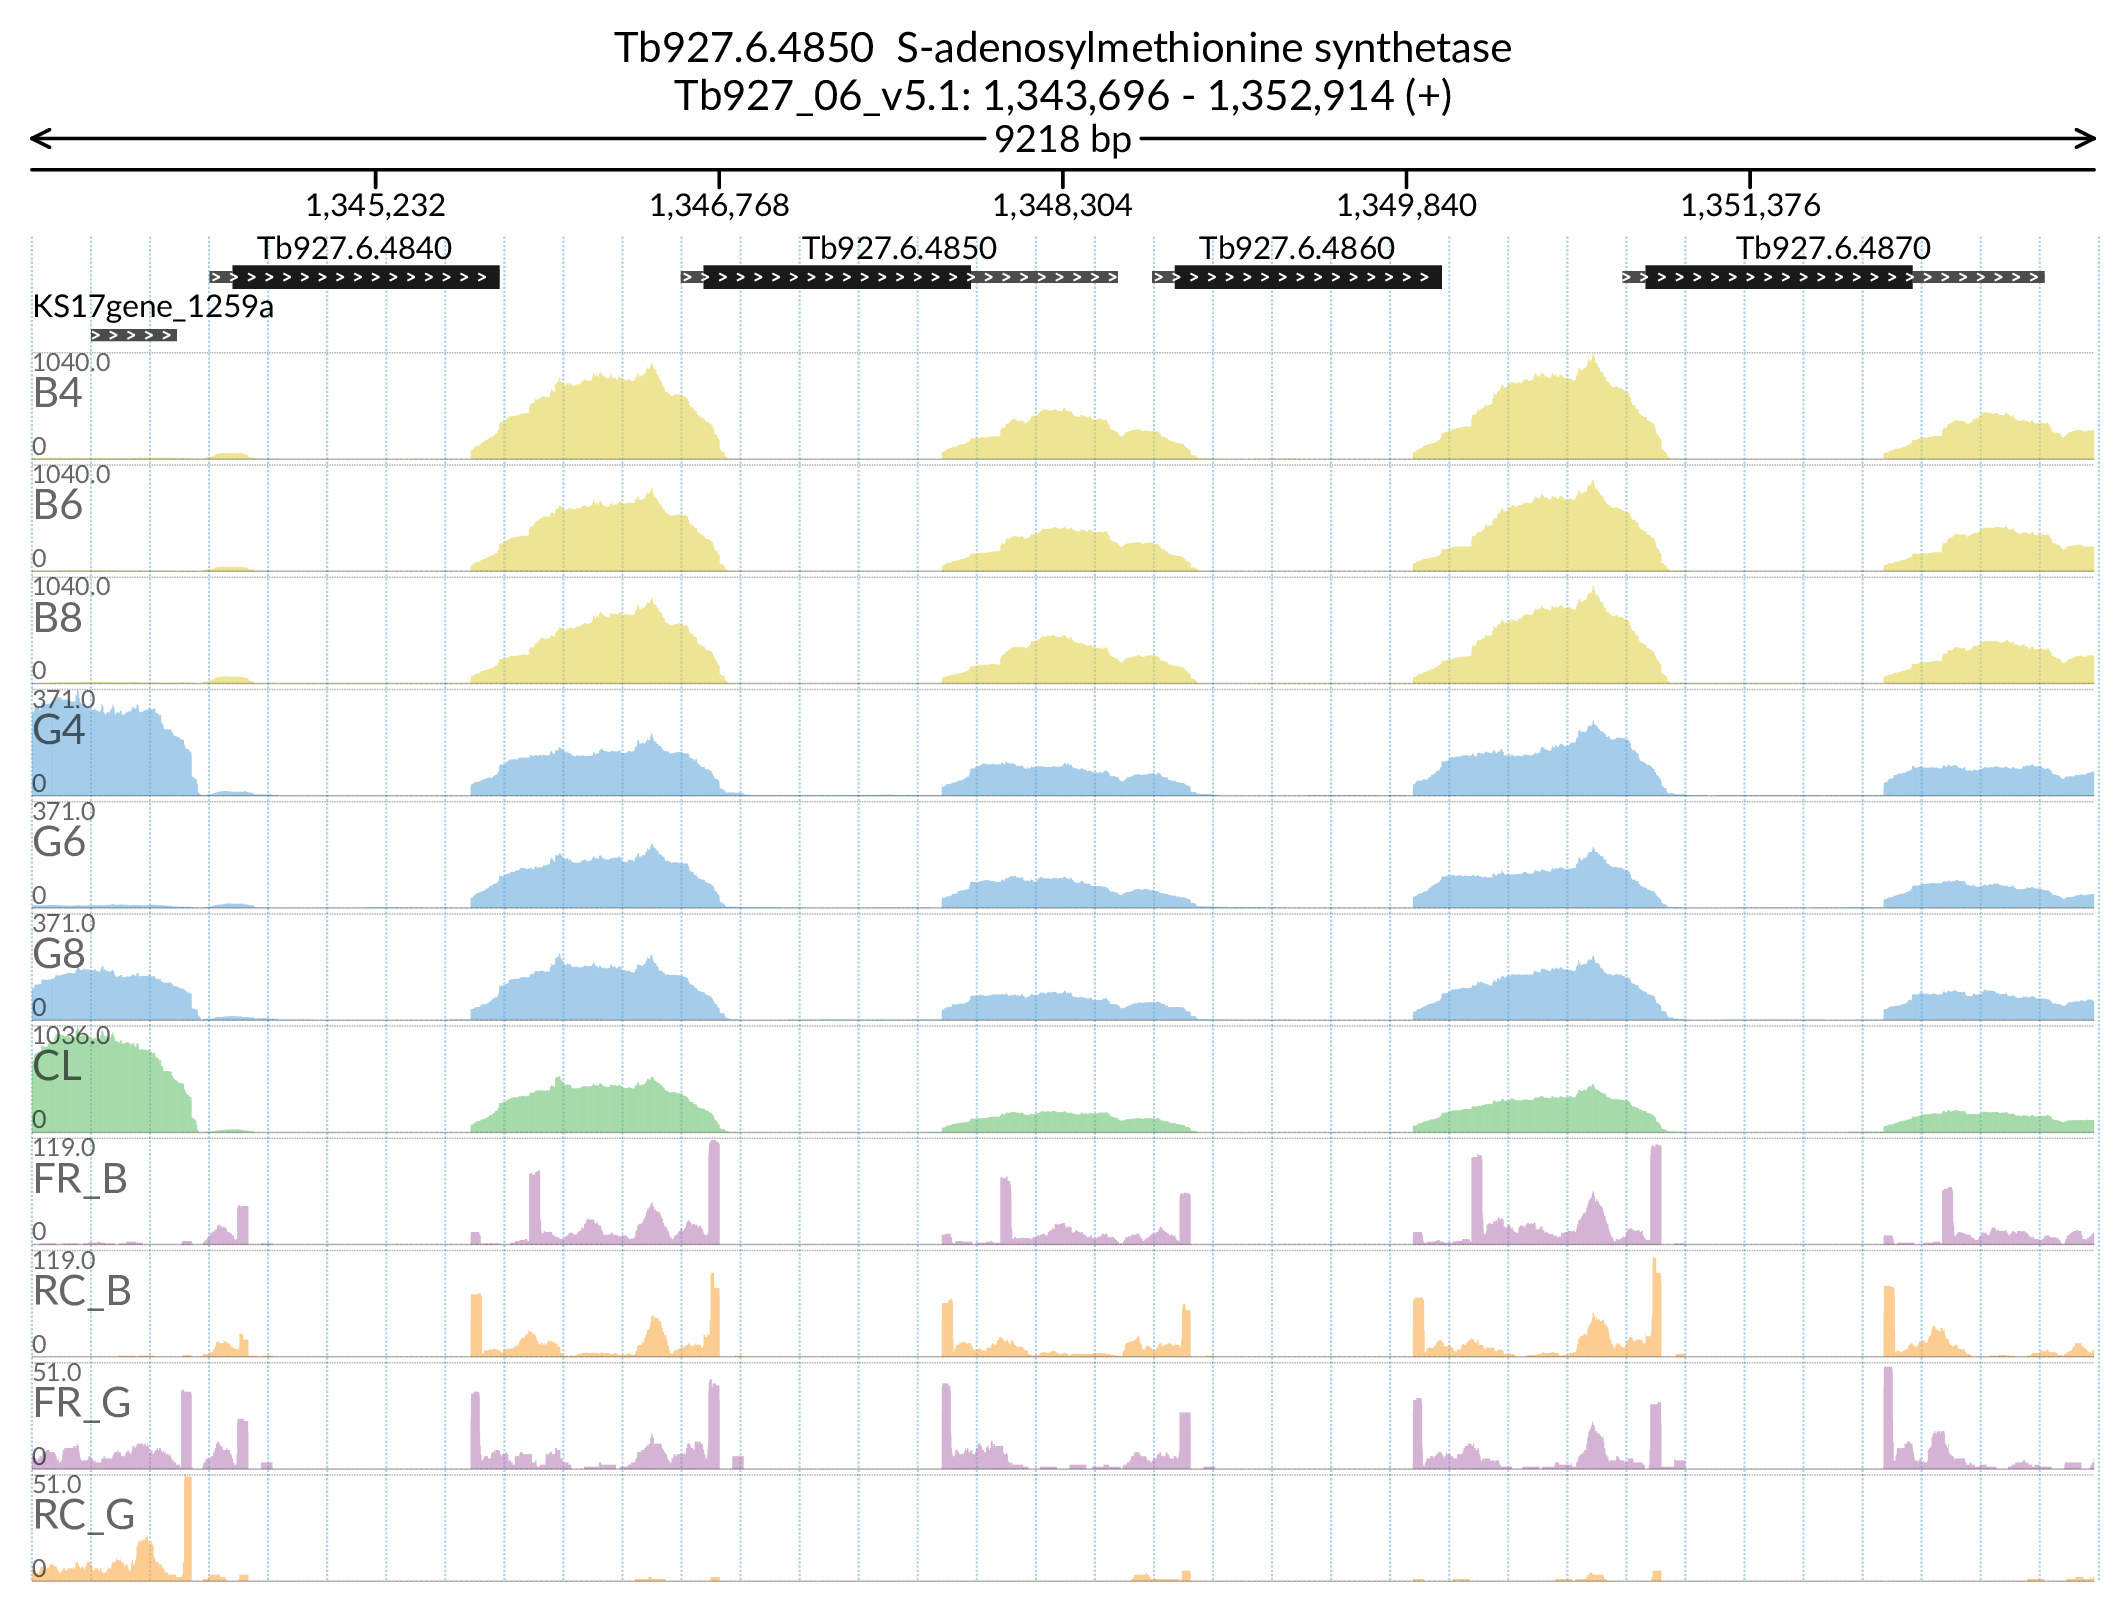 Tb927.6.4850  S-adenosylmethionine synthetase
Tb927_06_v5.1: 1,343,696 - 1,352,914 (+)
9218 bp
1,345,232 1,346,768 1,348,304 1,349,840 1,351,376
Tb927.6.4840 Tb927.6.4850 Tb927.6.4860 Tb927.6.4870
KS17gene_1259a
1040.0
B4
0
1040.0
B6
0
1040.0
B8
0
371.0
G4
0
371.0
G6
0
371.0
G8
0
1036.0
CL
0
119.0
FR_B
0
119.0
RC_B
0
51.0
FR_G
0
51.0
RC_G
0